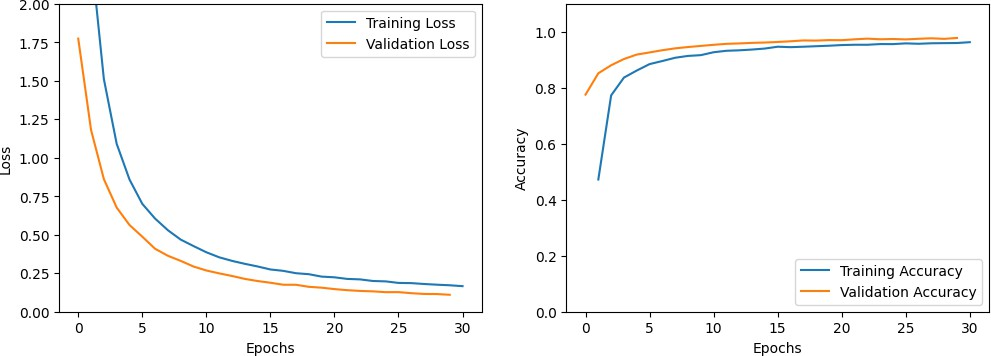 2.00
1.75
1.50
1.25
1.00
0.75
0.50
0.25
0.00
Loss
0 5 10 15 20 25 30
Epochs
Training Loss
Validation Loss
1.0
0.8
0.6
0.4
0.2
0.0
Accuracy
0 5 10 15 20 25 30
Epochs
Training Accuracy
Validation Accuracy